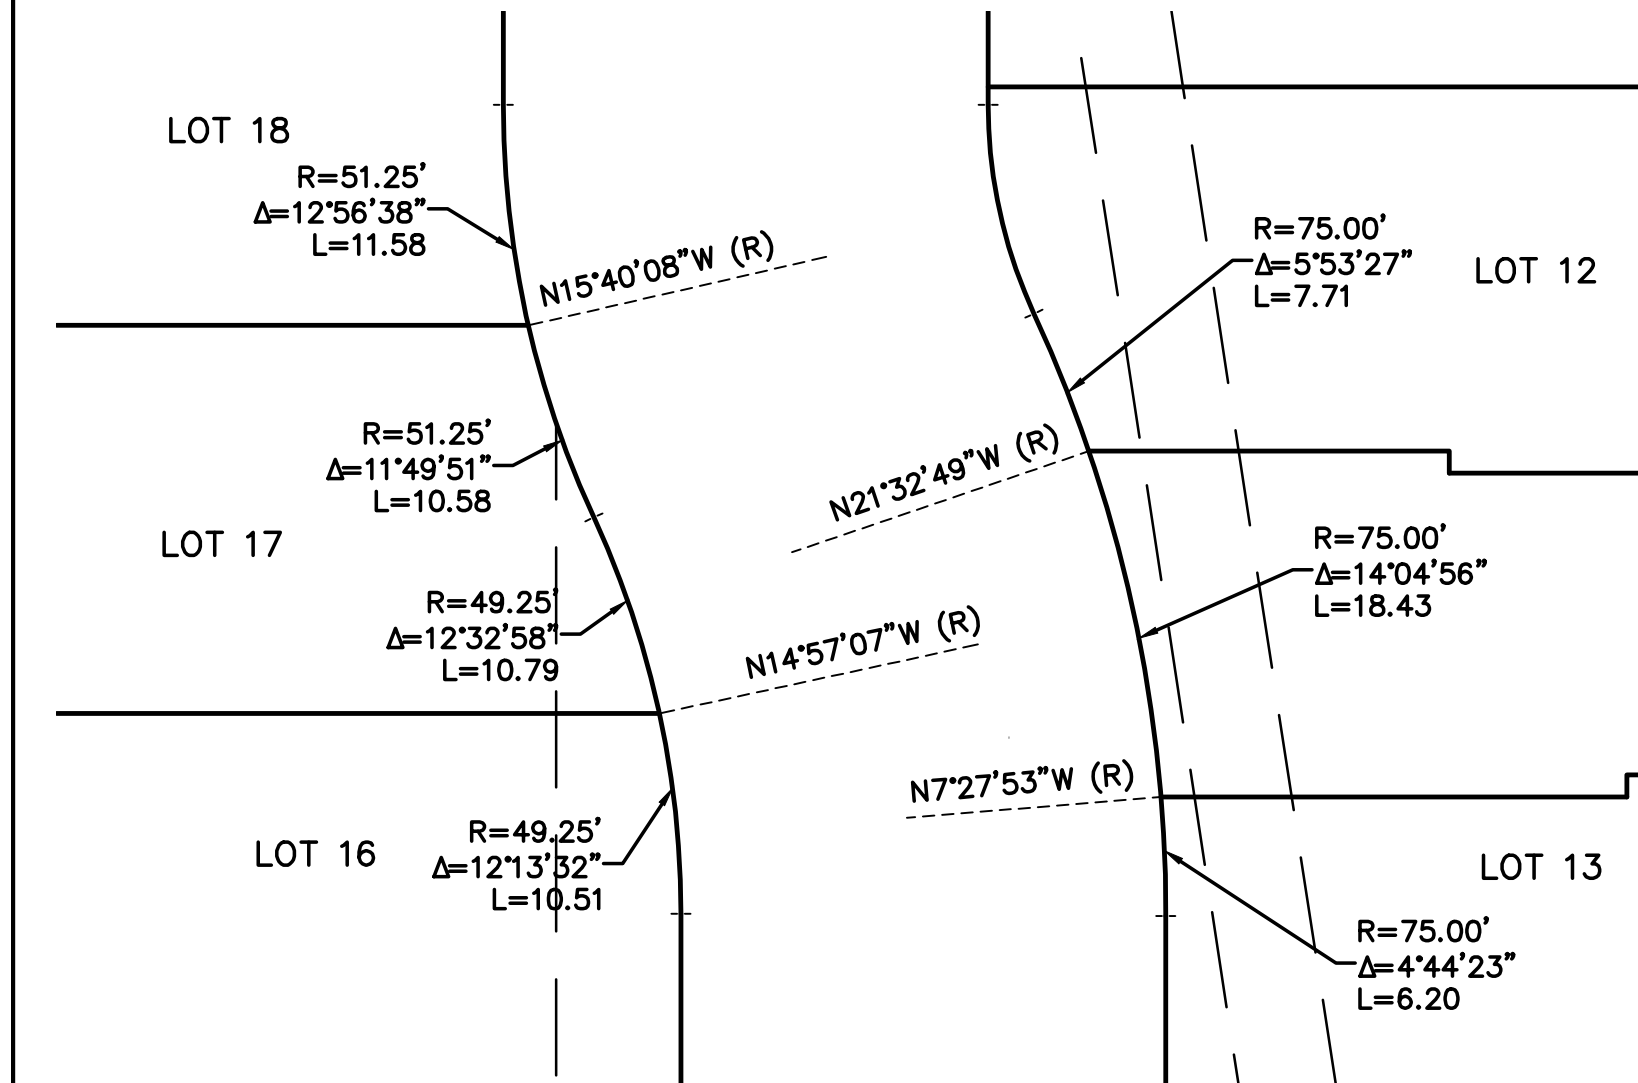 LOT 18
R=51.25'
Δ=12°56'38"
L=11.58
N15°40'08"W (R)
R=75.00'
Δ=5°53'27"
L=7.71
LOT 12
R=51.25'
Δ=11°49'51"
L=10.58
N21°32'49"W (R)
LOT 17
R=75.00'
Δ=14°04'56"
L=18.43
R=49.25'
Δ=12°32'58"
L=10.79
N14°57'07"W (R)
N7°27'53"W (R)
LOT 16
R=49.25'
Δ=12°13'32"
L=10.51
LOT 13
R=75.00'
Δ=4°44'23"
L=6.20